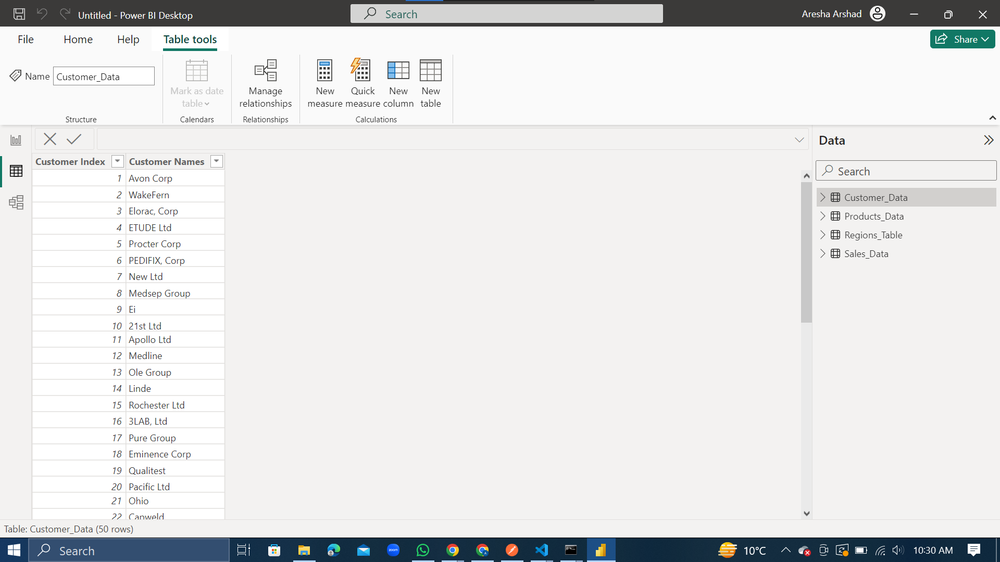 Untitled - Power BI Desktop
Search
Aresha Arshad
File
Home
Help
Table tools
Share
Name
Customer_Data
Structure
Mark as date
table
Calendars
Manage
relationships
Relationships
New
measure
Quick
measure
New
column
New
table
Calculations
Customer Index
Customer Names
1 Avon Corp
2 WakeFern
3 Elorac, Corp
4 ETUDE Ltd
5 Procter Corp
6 PEDIFIX, Corp
7 New Ltd
8 Medsep Group
9 Ei
10 21st Ltd
11 Apollo Ltd
12 Medline
13 Ole Group
14 Linde
15 Rochester Ltd
16 3LAB, Ltd
17 Pure Group
18 Eminence Corp
19 Qualitest
20 Pacific Ltd
21 Ohio
22 Capweld
Data
Search
Customer_Data
Products_Data
Regions_Table
Sales_Data
Table: Customer_Data (50 rows)
Search
zoom
10°C
10:30 AM